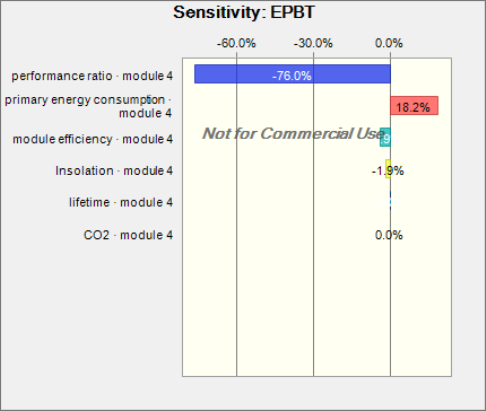 Sensitivity: EPBT
-60.0% -30.0% 0.0%
performance ratio · module 4
-76.0%
primary energy consumption ·
module 4
18.2%
module efficiency · module 4
Not for Commercial Use
Insolation · module 4
-1.9%
lifetime · module 4
CO2 · module 4
0.0%